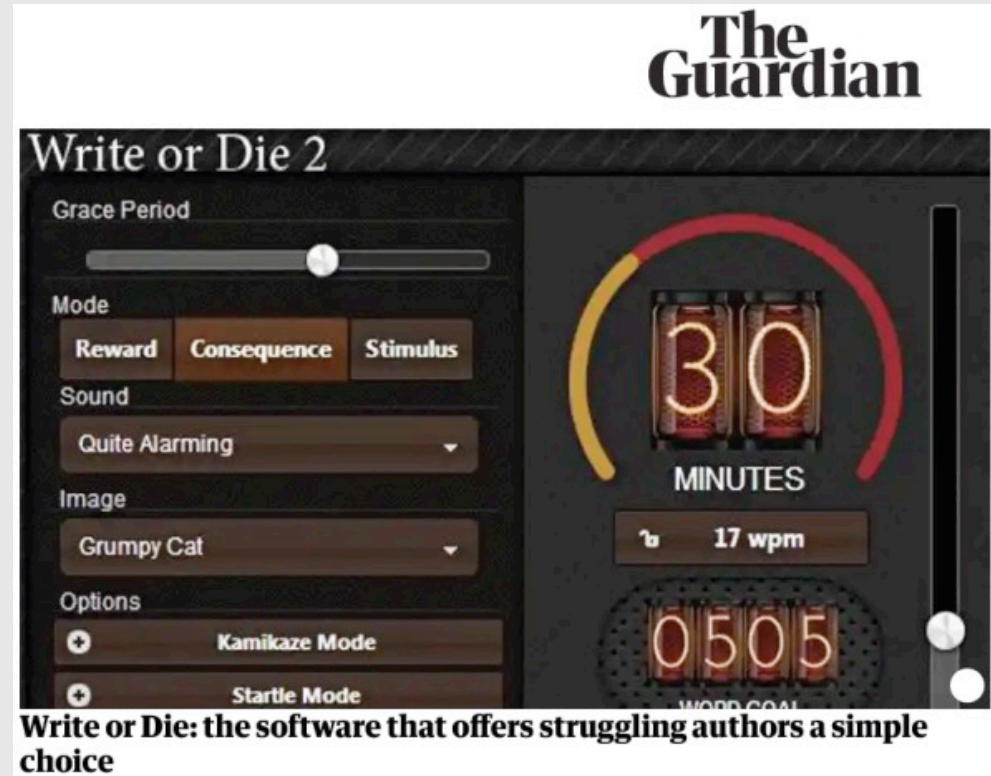 The
Guardian
Write or Die 2
Grace Period
Mode
Reward Consequence Stimulus
Sound
Quite Alarming
Image
Grumpy Cat
Options
Kamikaze Mode
Startle Mode
30
MINUTES
17 wpm
0505
WORD GOAL
Write or Die: the software that offers struggling authors a simple
choice